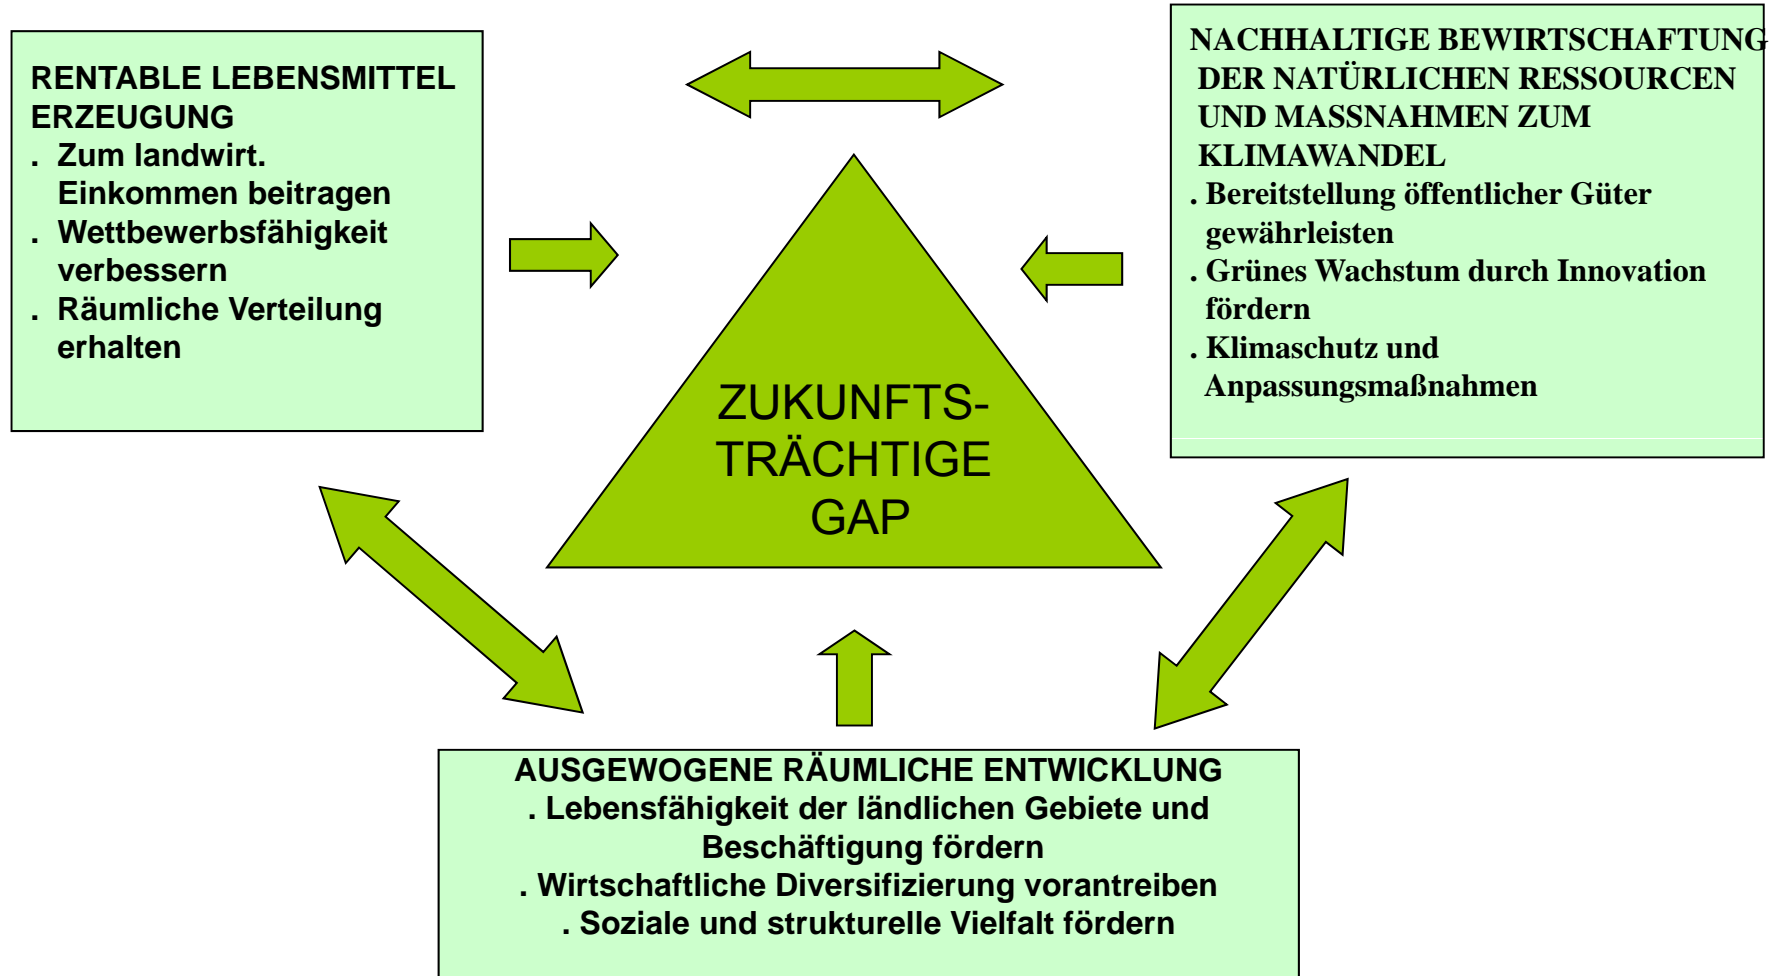 RENTABLE LEBENSMITTEL
ERZEUGUNG
. Zum landwirt.
Einkommen beitragen
. Wettbewerbsfähigkeit
verbessern
. Räumliche Verteilung
erhalten
NACHHALTIGE BEWIRTSCHAFTUNG
DER NATÜRLICHEN RESSOURCEN
UND MASSNAHMEN ZUM
KLIMAWANDEL
. Bereitstellung öffentlicher Güter
gewährleisten
. Grünes Wachstum durch Innovation
fördern
. Klimaschutz und
Anpassungsmaßnahmen
ZUKUNFTS-
TRÄCHTIGE
GAP
AUSGEWOGENE RÄUMLICHE ENTWICKLUNG
. Lebensfähigkeit der ländlichen Gebiete und
Beschäftigung fördern
. Wirtschaftliche Diversifizierung vorantreiben
. Soziale und strukturelle Vielfalt fördern